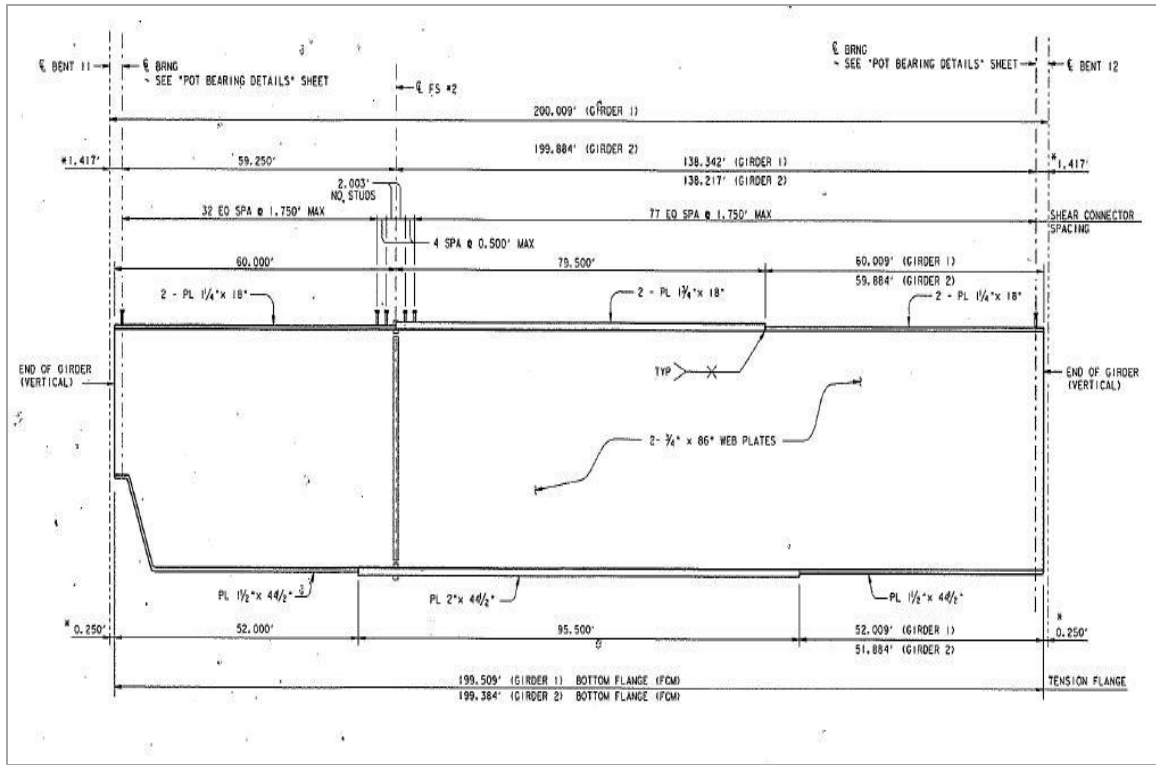 ℄ BENT 11
℄ BRNG
- SEE "POT BEARING DETAILS" SHEET
℄ FS #2
℄ BRNG
- SEE "POT BEARING DETAILS" SHEET
℄ BENT 12
200.009' (GIRDER 1)
199.884' (GIRDER 2)
*1.417'
59.250'
138.342' (GIRDER 1)
138.217' (GIRDER 2)
*1.417'
2.003'
NO STUDS
32 EQ SPA @ 1.750' MAX
77 EQ SPA @ 1.750' MAX
SHEAR CONNECTOR
SPACING
4 SPA @ 0.500' MAX
60.000'
79.500'
60.009' (GIRDER 1)
59.884' (GIRDER 2)
2 - PL 1¼"x 18"
2 - PL 1¾"x 18"
2 - PL 1¼"x 18"
END OF GIRDER
(VERTICAL)
TYP
END OF GIRDER
(VERTICAL)
2- ¾" x 86" WEB PLATES
PL 1½"x 44½"
PL 2"x 44½"
PL 1½"x 44½"
* 0.250'
52.000'
95.500'
52.009' (GIRDER 1)
51.884' (GIRDER 2)
* 0.250'
199.509' (GIRDER 1) BOTTOM FLANGE (FCM)
199.384' (GIRDER 2) BOTTOM FLANGE (FCM)
TENSION FLANGE